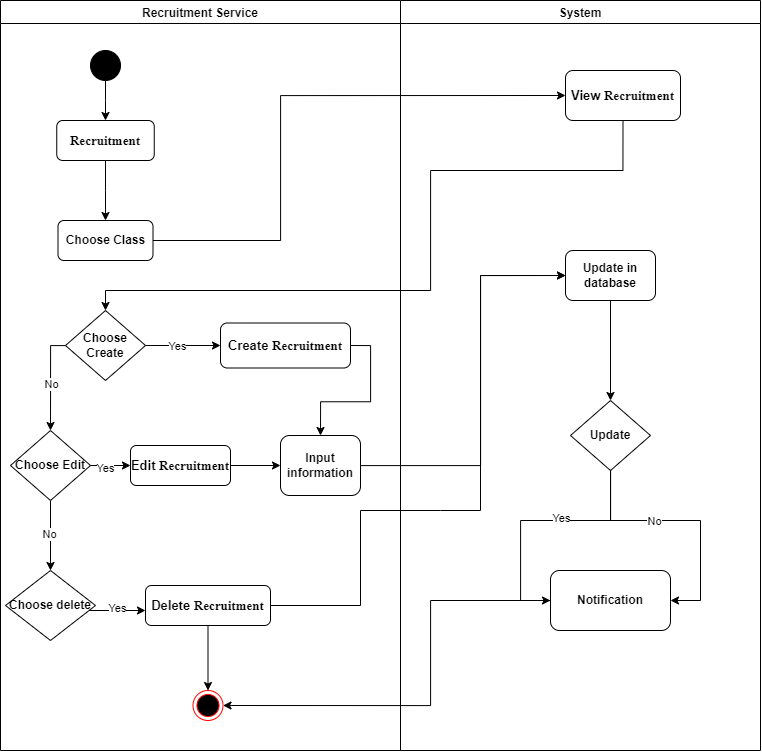 Recruitment Service
System
View Recruitment
Recruitment
Choose Class
Update in
database
Choose
Create
Yes
Create Recruitment
No
Update
Choose Edit
Yes
Edit Recruitment
Input
information
Yes
No
No
Choose delete
Yes
Delete Recruitment
Notification